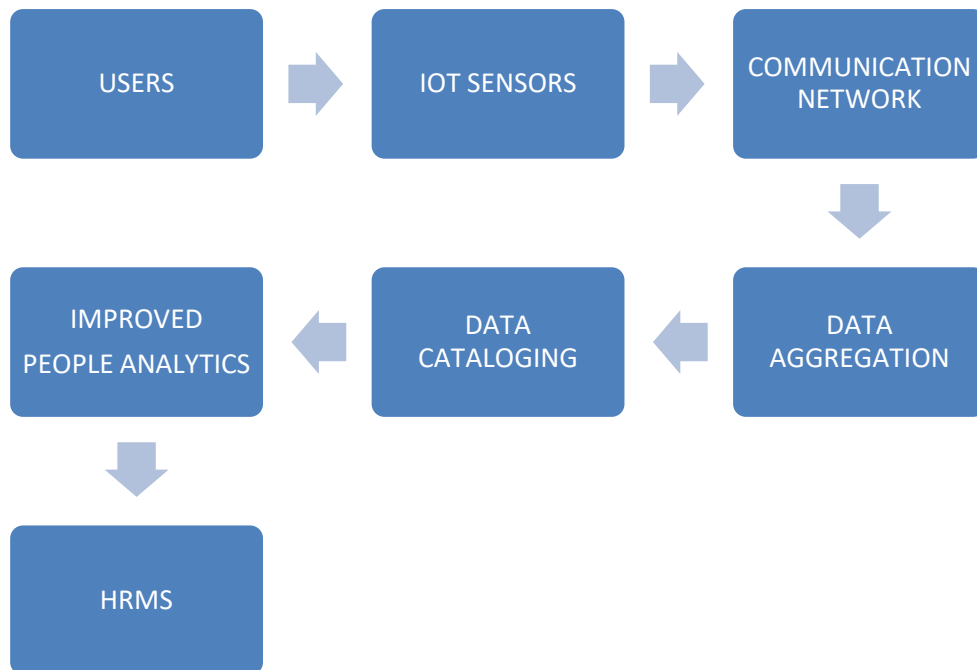 USERS
IOT SENSORS
COMMUNICATION
NETWORK
DATA
AGGREGATION
DATA
CATALOGING
IMPROVED
PEOPLE ANALYTICS
HRMS